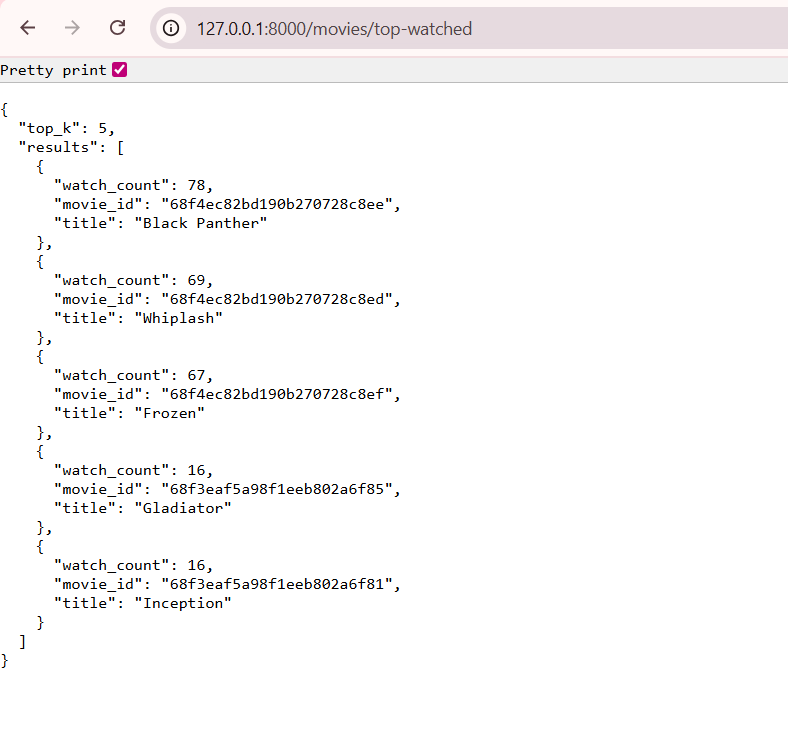 127.0.0.1:8000/movies/top-watched
Pretty print
{
  "top_k": 5,
  "results": [
    {
      "watch_count": 78,
      "movie_id": "68f4ec82bd190b270728c8ee",
      "title": "Black Panther"
    },
    {
      "watch_count": 69,
      "movie_id": "68f4ec82bd190b270728c8ed",
      "title": "Whiplash"
    },
    {
      "watch_count": 67,
      "movie_id": "68f4ec82bd190b270728c8ef",
      "title": "Frozen"
    },
    {
      "watch_count": 16,
      "movie_id": "68f3eaf5a98f1eeb802a6f85",
      "title": "Gladiator"
    },
    {
      "watch_count": 16,
      "movie_id": "68f3eaf5a98f1eeb802a6f81",
      "title": "Inception"
    }
  ]
}